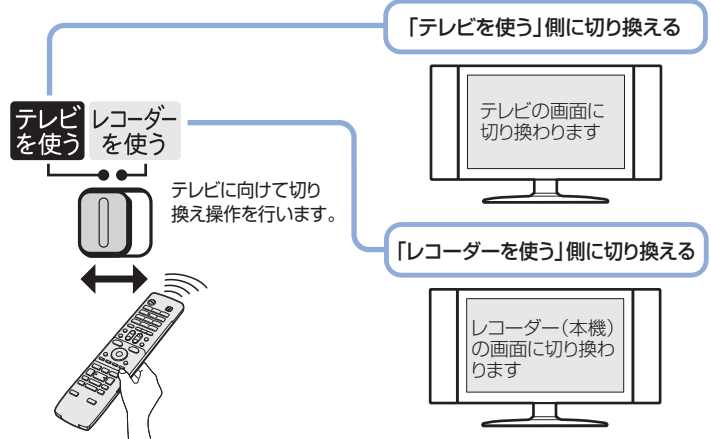 「テレビを使う」側に切り換える
テレビの画面に
切り換わります
テレビ
を使う
レコーダー
を使う
テレビに向けて切り
換え操作を行います。
「レコーダーを使う」側に切り換える
レコーダー（本機）
の画面に切り換わ
ります